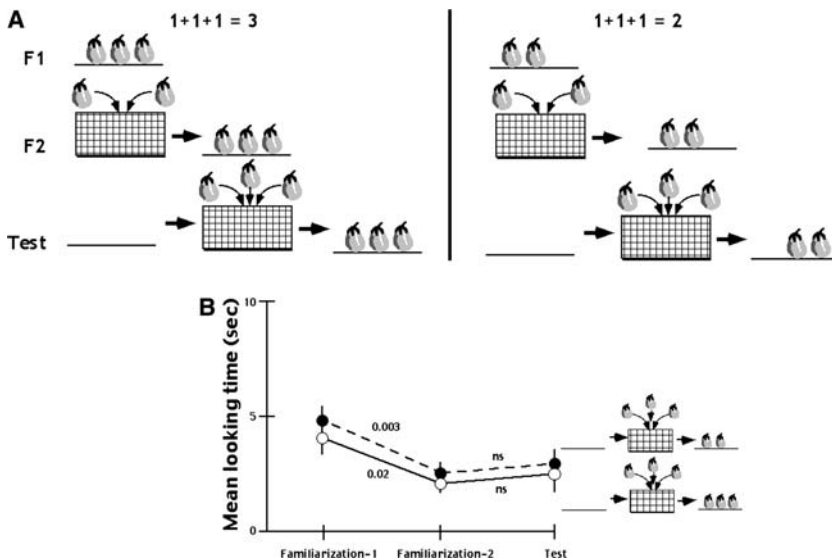 A
1+1+1 = 3
1+1+1 = 2
F1
F2
Test
B
Mean looking time (sec)
10
5
0
0.003
0.02
ns
ns
Familiarization-1
Familiarization-2
Test